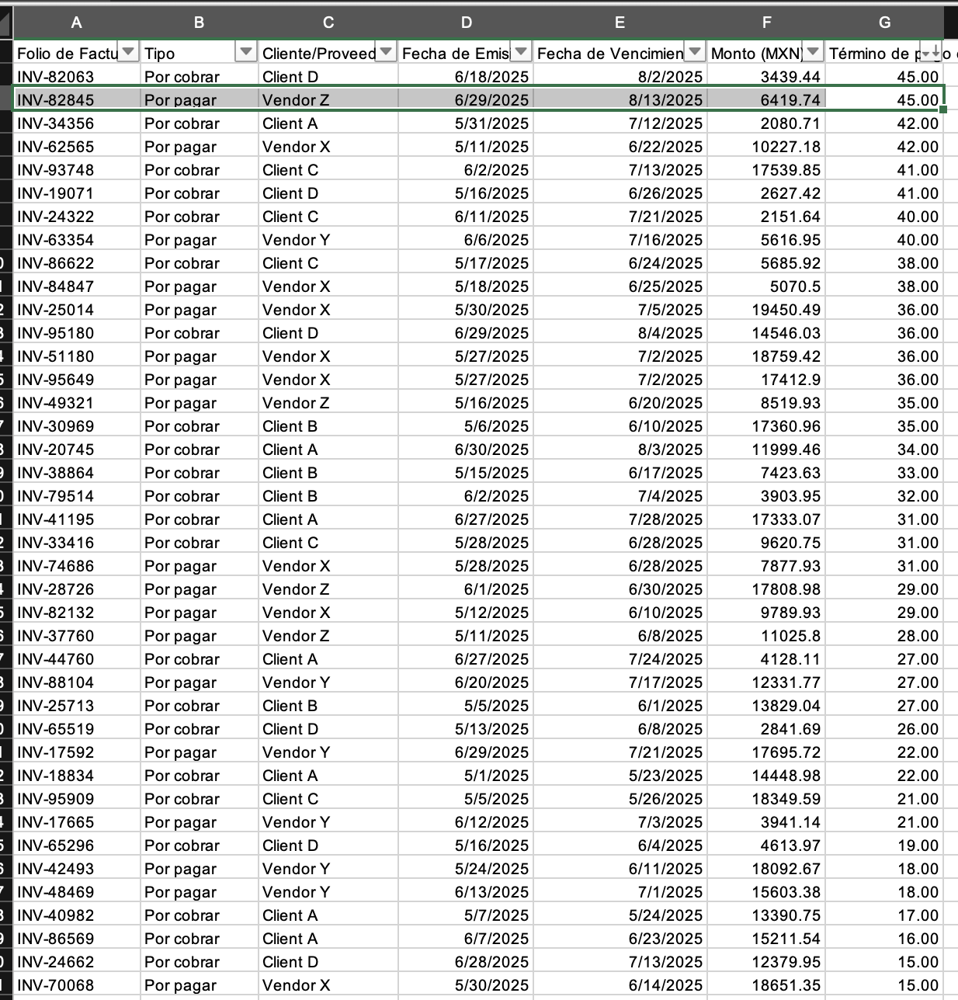 A B C D E F G
Folio de Factu Tipo Cliente/Proveed Fecha de Emis Fecha de Vencimien Monto (MXN) Término de
INV-82063 Por cobrar Client D 6/18/2025 8/2/2025 3439.44 45.00
INV-82845 Por pagar Vendor Z 6/29/2025 8/13/2025 6419.74 45.00
INV-34356 Por cobrar Client A 5/31/2025 7/12/2025 2080.71 42.00
INV-62565 Por pagar Vendor X 5/11/2025 6/22/2025 10227.18 42.00
INV-93748 Por cobrar Client C 6/2/2025 7/13/2025 17539.85 41.00
INV-19071 Por cobrar Client D 5/16/2025 6/26/2025 2627.42 41.00
INV-24322 Por cobrar Client C 6/11/2025 7/21/2025 2151.64 40.00
INV-63354 Por pagar Vendor Y 6/6/2025 7/16/2025 5616.95 40.00
INV-86622 Por cobrar Client C 5/17/2025 6/24/2025 5685.92 38.00
INV-84847 Por pagar Vendor X 5/18/2025 6/25/2025 5070.5 38.00
INV-25014 Por pagar Vendor X 5/30/2025 7/5/2025 19450.49 36.00
INV-95180 Por cobrar Client D 6/29/2025 8/4/2025 14546.03 36.00
INV-51180 Por pagar Vendor X 5/27/2025 7/2/2025 18759.42 36.00
INV-95649 Por pagar Vendor X 5/27/2025 7/2/2025 17412.9 36.00
INV-49321 Por pagar Vendor Z 5/16/2025 6/20/2025 8519.93 35.00
INV-30969 Por cobrar Client B 5/6/2025 6/10/2025 17360.96 35.00
INV-20745 Por cobrar Client A 6/30/2025 8/3/2025 11999.46 34.00
INV-38864 Por cobrar Client B 5/15/2025 6/17/2025 7423.63 33.00
INV-79514 Por cobrar Client B 6/2/2025 7/4/2025 3903.95 32.00
INV-41195 Por cobrar Client A 6/27/2025 7/28/2025 17333.07 31.00
INV-33416 Por cobrar Client C 5/28/2025 6/28/2025 9620.75 31.00
INV-74686 Por pagar Vendor X 5/28/2025 6/28/2025 7877.93 31.00
INV-28726 Por pagar Vendor Z 6/1/2025 6/30/2025 17808.98 29.00
INV-82132 Por pagar Vendor X 5/12/2025 6/10/2025 9789.93 29.00
INV-37760 Por pagar Vendor Z 5/11/2025 6/8/2025 11025.8 28.00
INV-44760 Por cobrar Client A 6/27/2025 7/24/2025 4128.11 27.00
INV-88104 Por pagar Vendor Y 6/20/2025 7/17/2025 12331.77 27.00
INV-25713 Por cobrar Client B 5/5/2025 6/1/2025 13829.04 27.00
INV-65519 Por cobrar Client D 5/13/2025 6/8/2025 2841.69 26.00
INV-17592 Por pagar Vendor Y 6/29/2025 7/21/2025 17695.72 22.00
INV-18834 Por cobrar Client A 5/1/2025 5/23/2025 14448.98 22.00
INV-95909 Por cobrar Client C 5/5/2025 5/26/2025 18349.59 21.00
INV-17665 Por pagar Vendor Y 6/12/2025 7/3/2025 3941.14 21.00
INV-65296 Por cobrar Client D 5/16/2025 6/4/2025 4613.97 19.00
INV-42493 Por pagar Vendor Y 5/24/2025 6/11/2025 18092.67 18.00
INV-48469 Por pagar Vendor Y 6/13/2025 7/1/2025 15603.38 18.00
INV-40982 Por cobrar Client A 5/7/2025 5/24/2025 13390.75 17.00
INV-86569 Por cobrar Client A 6/7/2025 6/23/2025 15211.54 16.00
INV-24662 Por cobrar Client D 6/28/2025 7/13/2025 12379.95 15.00
INV-70068 Por pagar Vendor X 5/30/2025 6/14/2025 18651.35 15.00